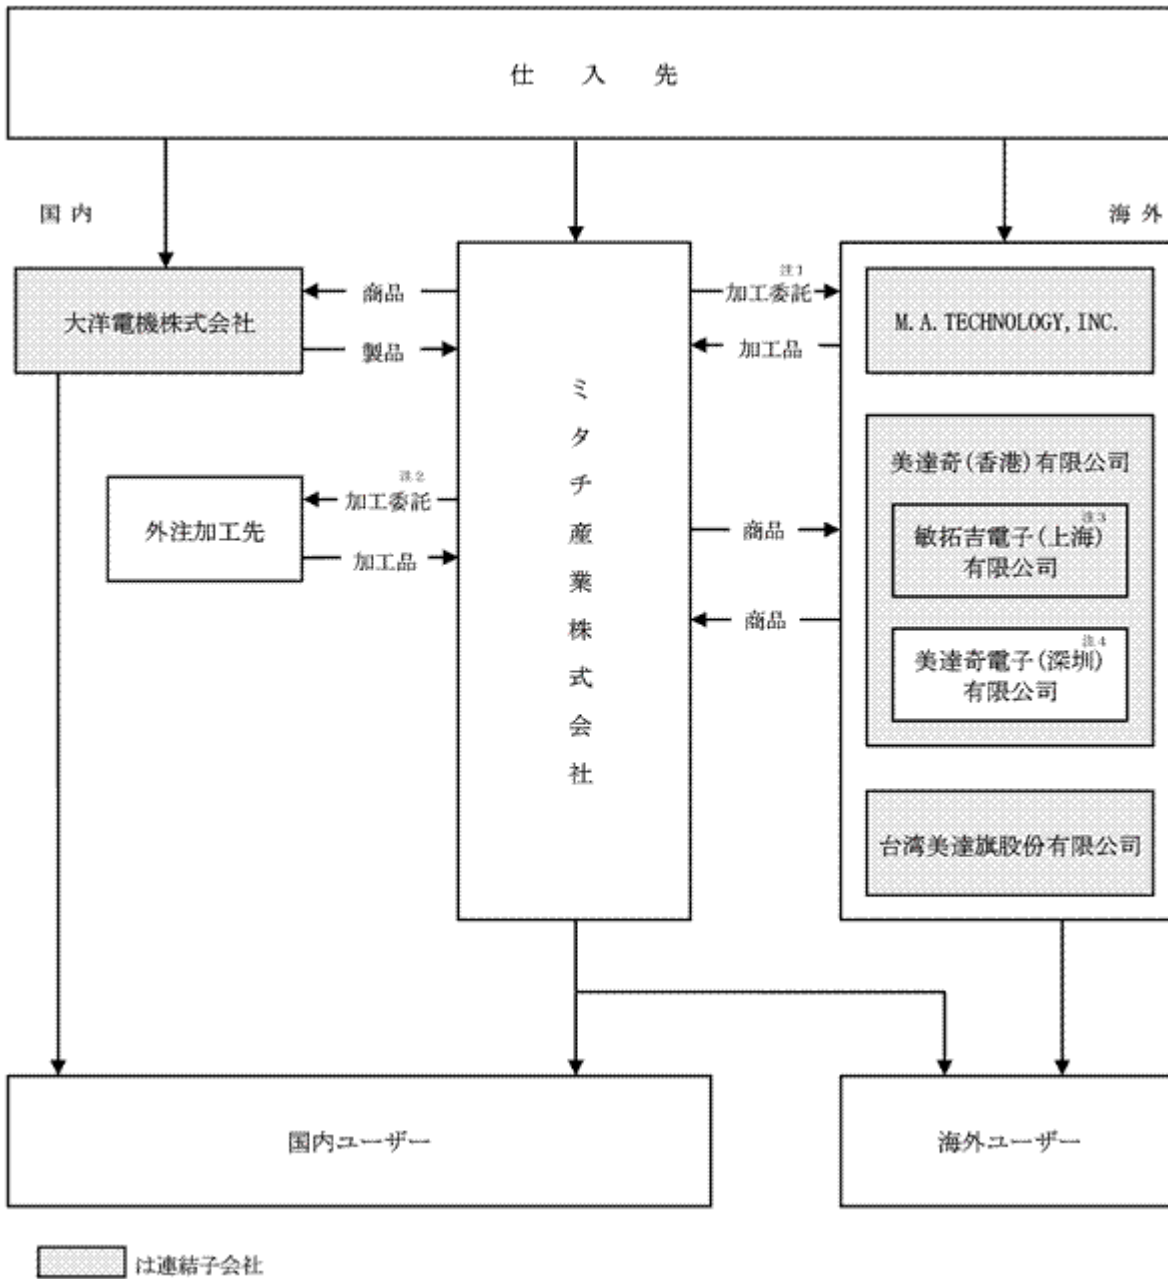 仕 入 先
国 内
海 外
大洋電機株式会社
商品
製品
注1
加工委託
加工品
M. A. TECHNOLOGY, INC.
ミタチ産業株式会社
注2
加工委託
加工品
外注加工先
商品
商品
美達奇(香港)有限公司
注3
敏拓吉電子(上海)
有限公司
注4
美達奇電子(深圳)
有限公司
台湾美達旗股份有限公司
国内ユーザー
海外ユーザー
は連結子会社